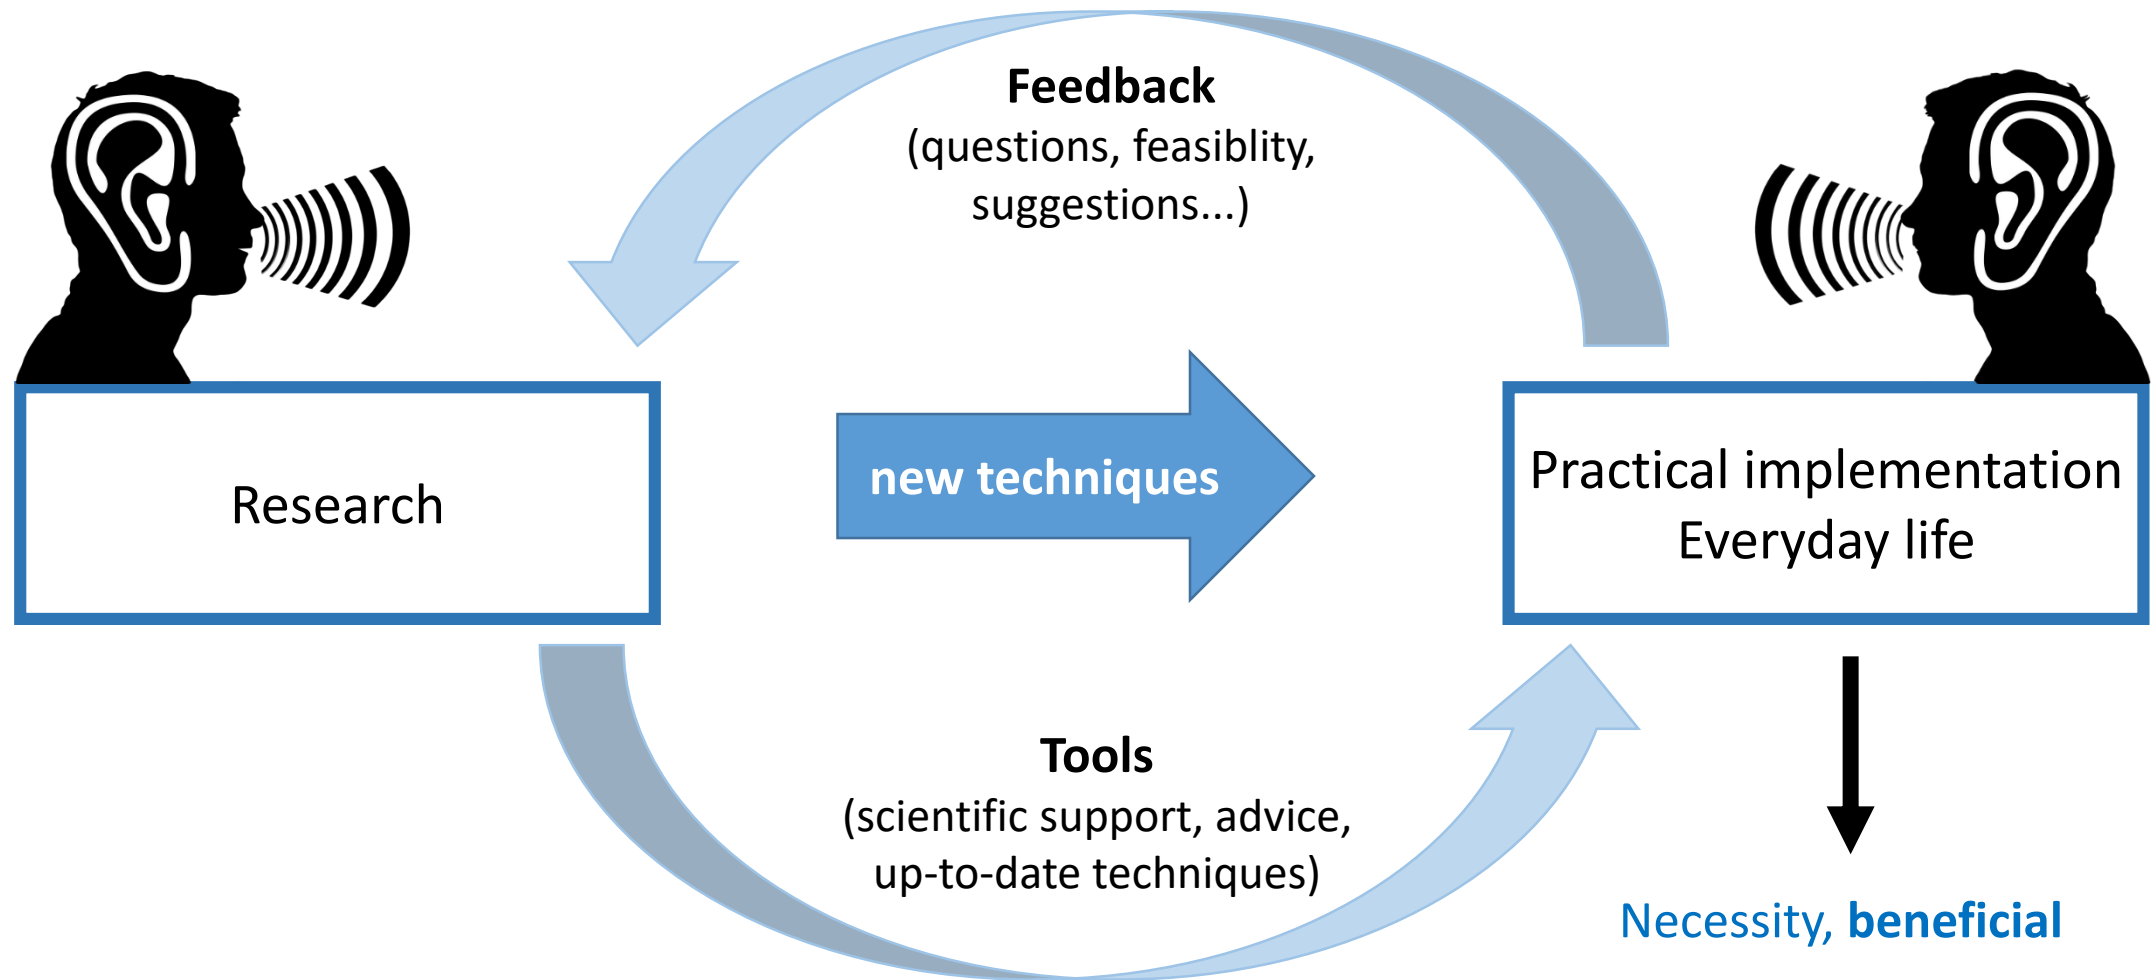 Feedback
(questions, feasiblity,
suggestions...)
new techniques
Research
Practical implementation
Everyday life
Tools
(scientific support, advice,
up-to-date techniques)
Necessity, beneficial